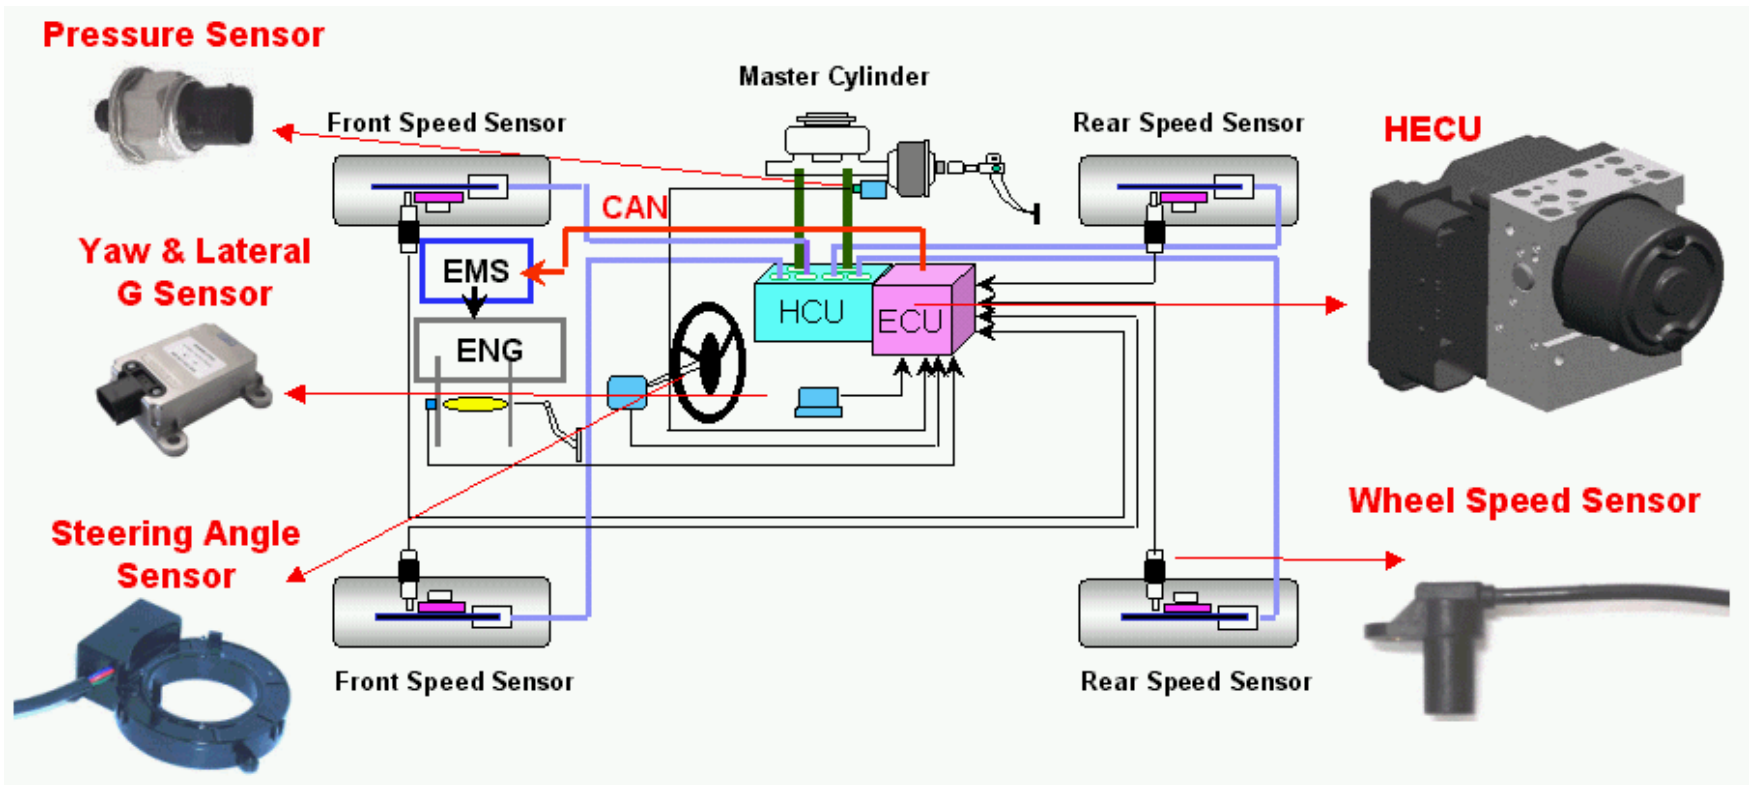 Pressure Sensor
Master Cylinder
Front Speed Sensor
Rear Speed Sensor
HECU
CAN
Yaw & Lateral
G Sensor
EMS
HCU
ECU
ENG
Wheel Speed Sensor
Steering Angle
Sensor
Front Speed Sensor
Rear Speed Sensor